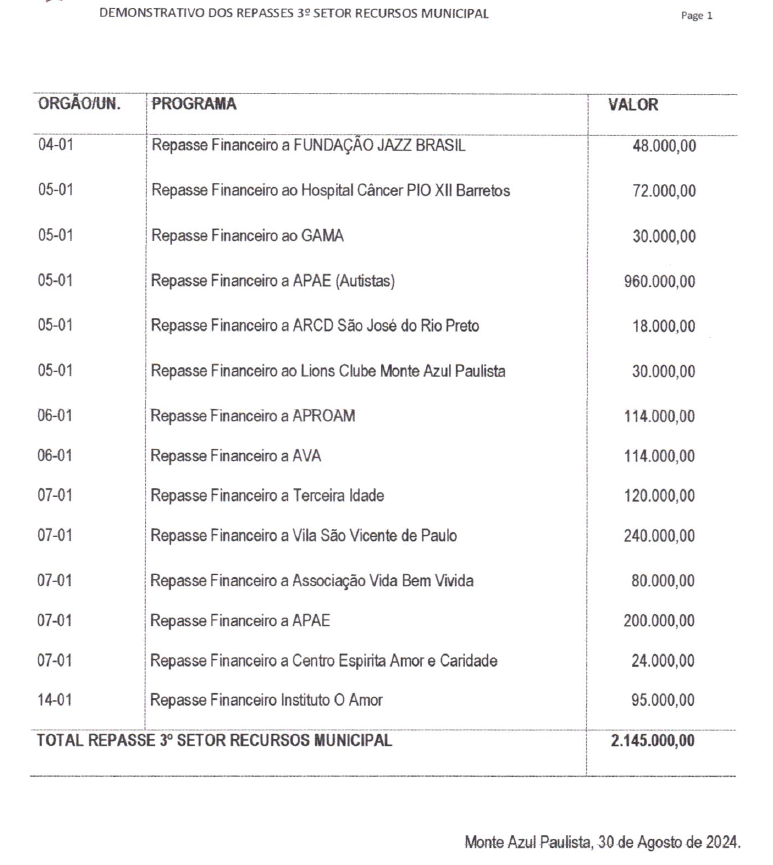 DEMONSTRATIVO DOS REPASSES 3º SETOR RECURSOS MUNICIPAL Page 1
ORGÃO/UN. PROGRAMA VALOR
04-01 Repasse Financeiro a FUNDAÇÃO JAZZ BRASIL 48.000,00
05-01 Repasse Financeiro ao Hospital Câncer PIO XII Barretos 72.000,00
05-01 Repasse Financeiro ao GAMA 30.000,00
05-01 Repasse Financeiro a APAE (Autistas) 960.000,00
05-01 Repasse Financeiro a ARCD São José do Rio Preto 18.000,00
05-01 Repasse Financeiro ao Lions Clube Monte Azul Paulista 30.000,00
06-01 Repasse Financeiro a APROAM 114.000,00
06-01 Repasse Financeiro a AVA 114.000,00
07-01 Repasse Financeiro a Terceira Idade 120.000,00
07-01 Repasse Financeiro a Vila São Vicente de Paulo 240.000,00
07-01 Repasse Financeiro a Associação Vida Bem Vivida 80.000,00
07-01 Repasse Financeiro a APAE 200.000,00
07-01 Repasse Financeiro a Centro Espirita Amor e Caridade 24.000,00
14-01 Repasse Financeiro Instituto O Amor 95.000,00
TOTAL REPASSE 3º SETOR RECURSOS MUNICIPAL 2.145.000,00
Monte Azul Paulista, 30 de Agosto de 2024.